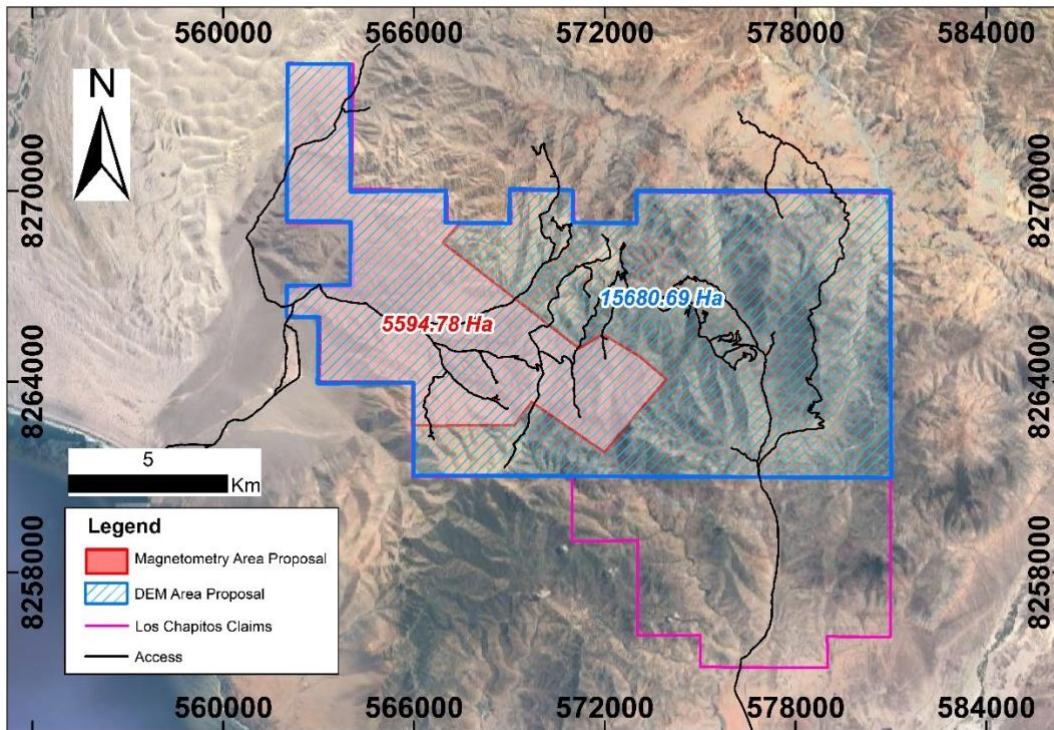 560000 566000 572000 578000 584000
N
8270000 8270000
15680.69 Ha
5594.78 Ha
8264000 8264000
5
Km
Legend
Magnetometry Area Proposal
DEM Area Proposal
Los Chapitos Claims
Access
8258000 8258000
560000 566000 572000 578000 584000